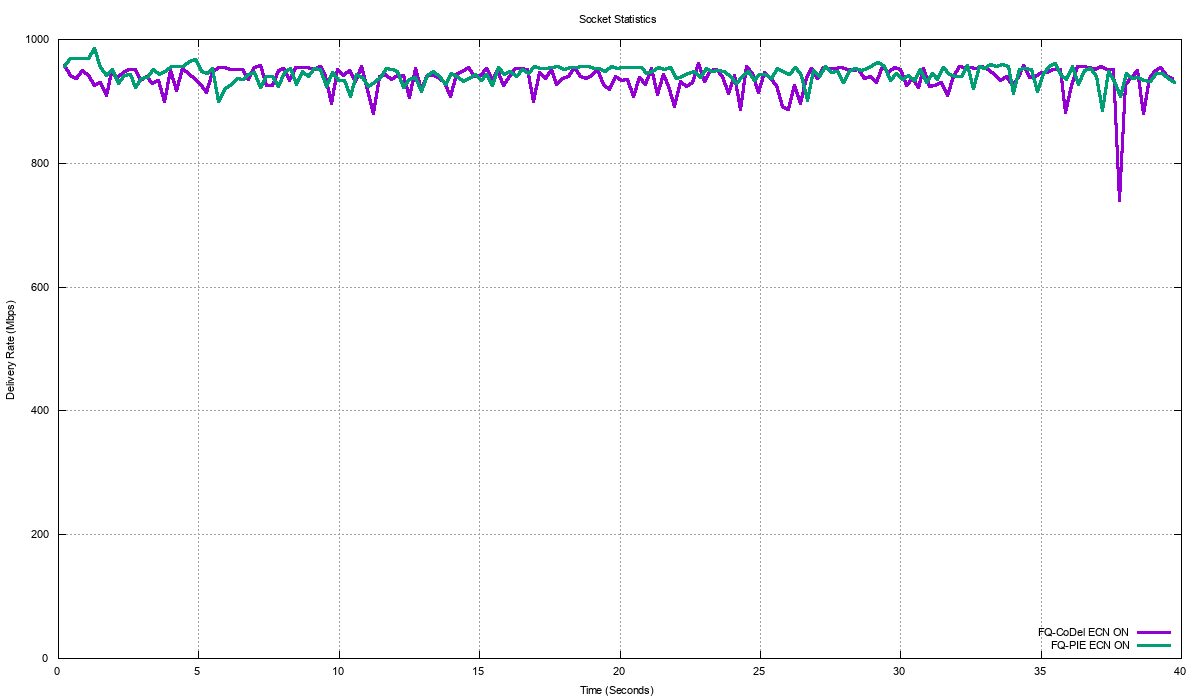 Socket Statistics
1000
800
600
400
200
0
Delivery Rate (Mbps)
FQ-CoDel ECN ON
FQ-PIE ECN ON
0 5 10 15 20 25 30 35 40
Time (Seconds)